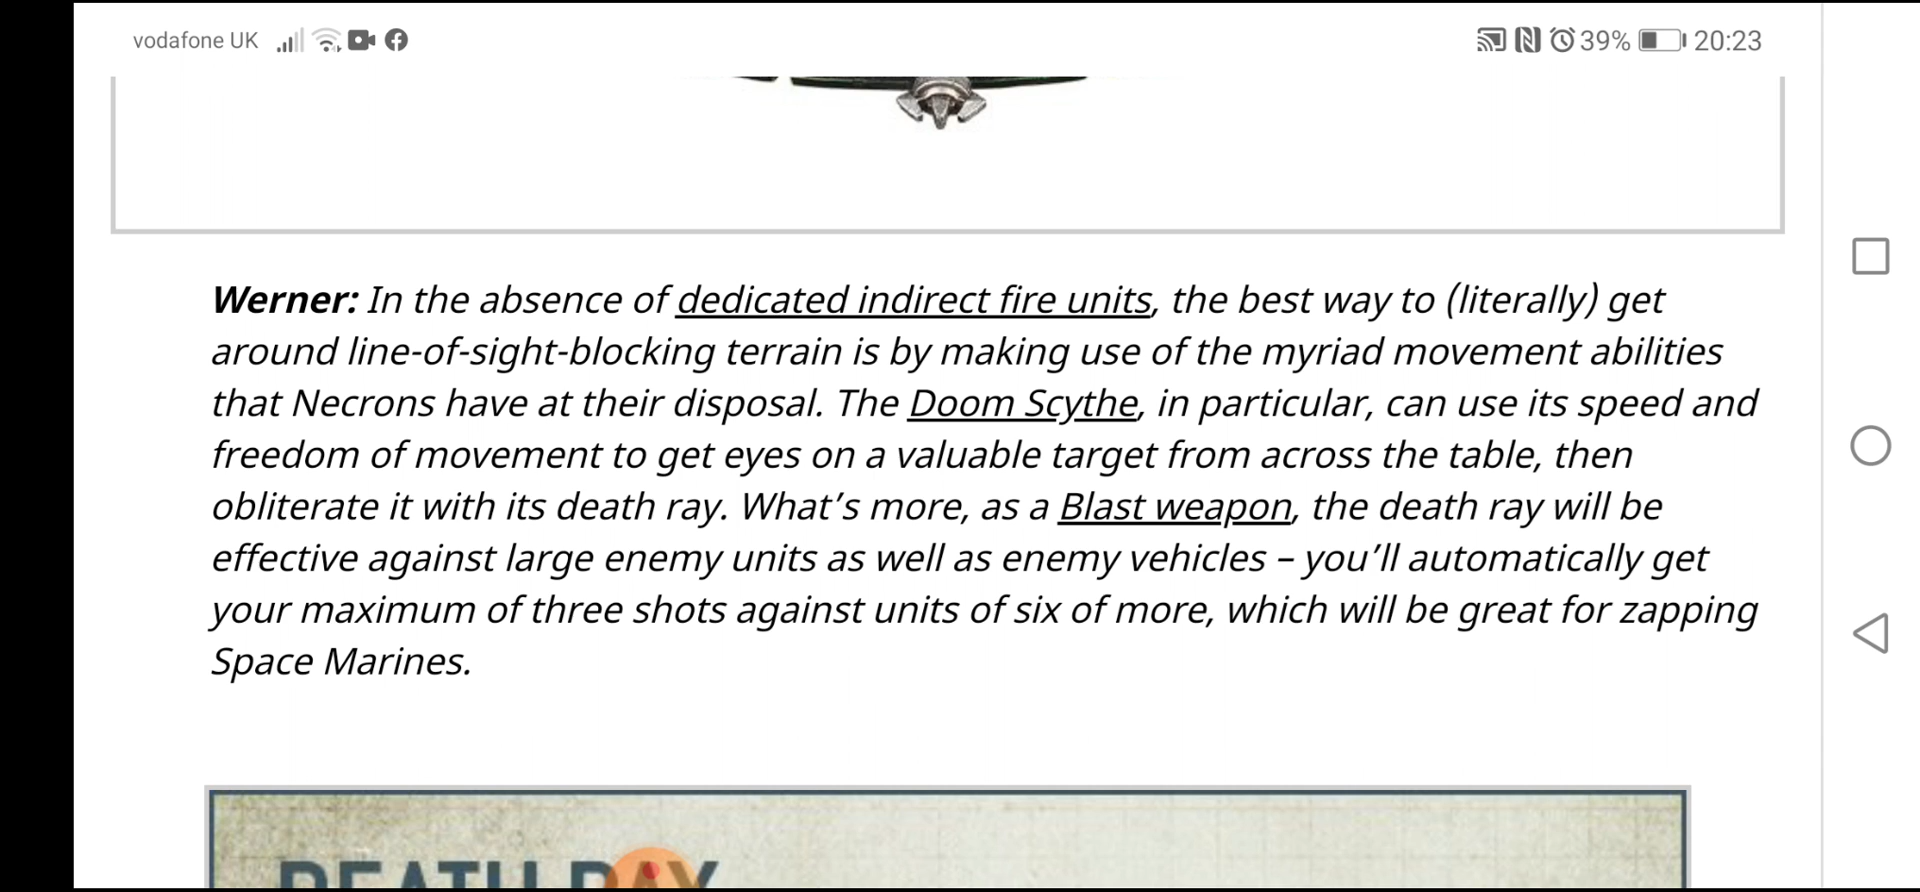 vodafone UK 39% 20:23
Werner: In the absence of dedicated indirect fire units, the best way to (literally) get
around line-of-sight-blocking terrain is by making use of the myriad movement abilities
that Necrons have at their disposal. The Doom Scythe, in particular, can use its speed and
freedom of movement to get eyes on a valuable target from across the table, then
obliterate it with its death ray. What’s more, as a Blast weapon, the death ray will be
effective against large enemy units as well as enemy vehicles – you’ll automatically get
your maximum of three shots against units of six of more, which will be great for zapping
Space Marines.
DEATH RAY